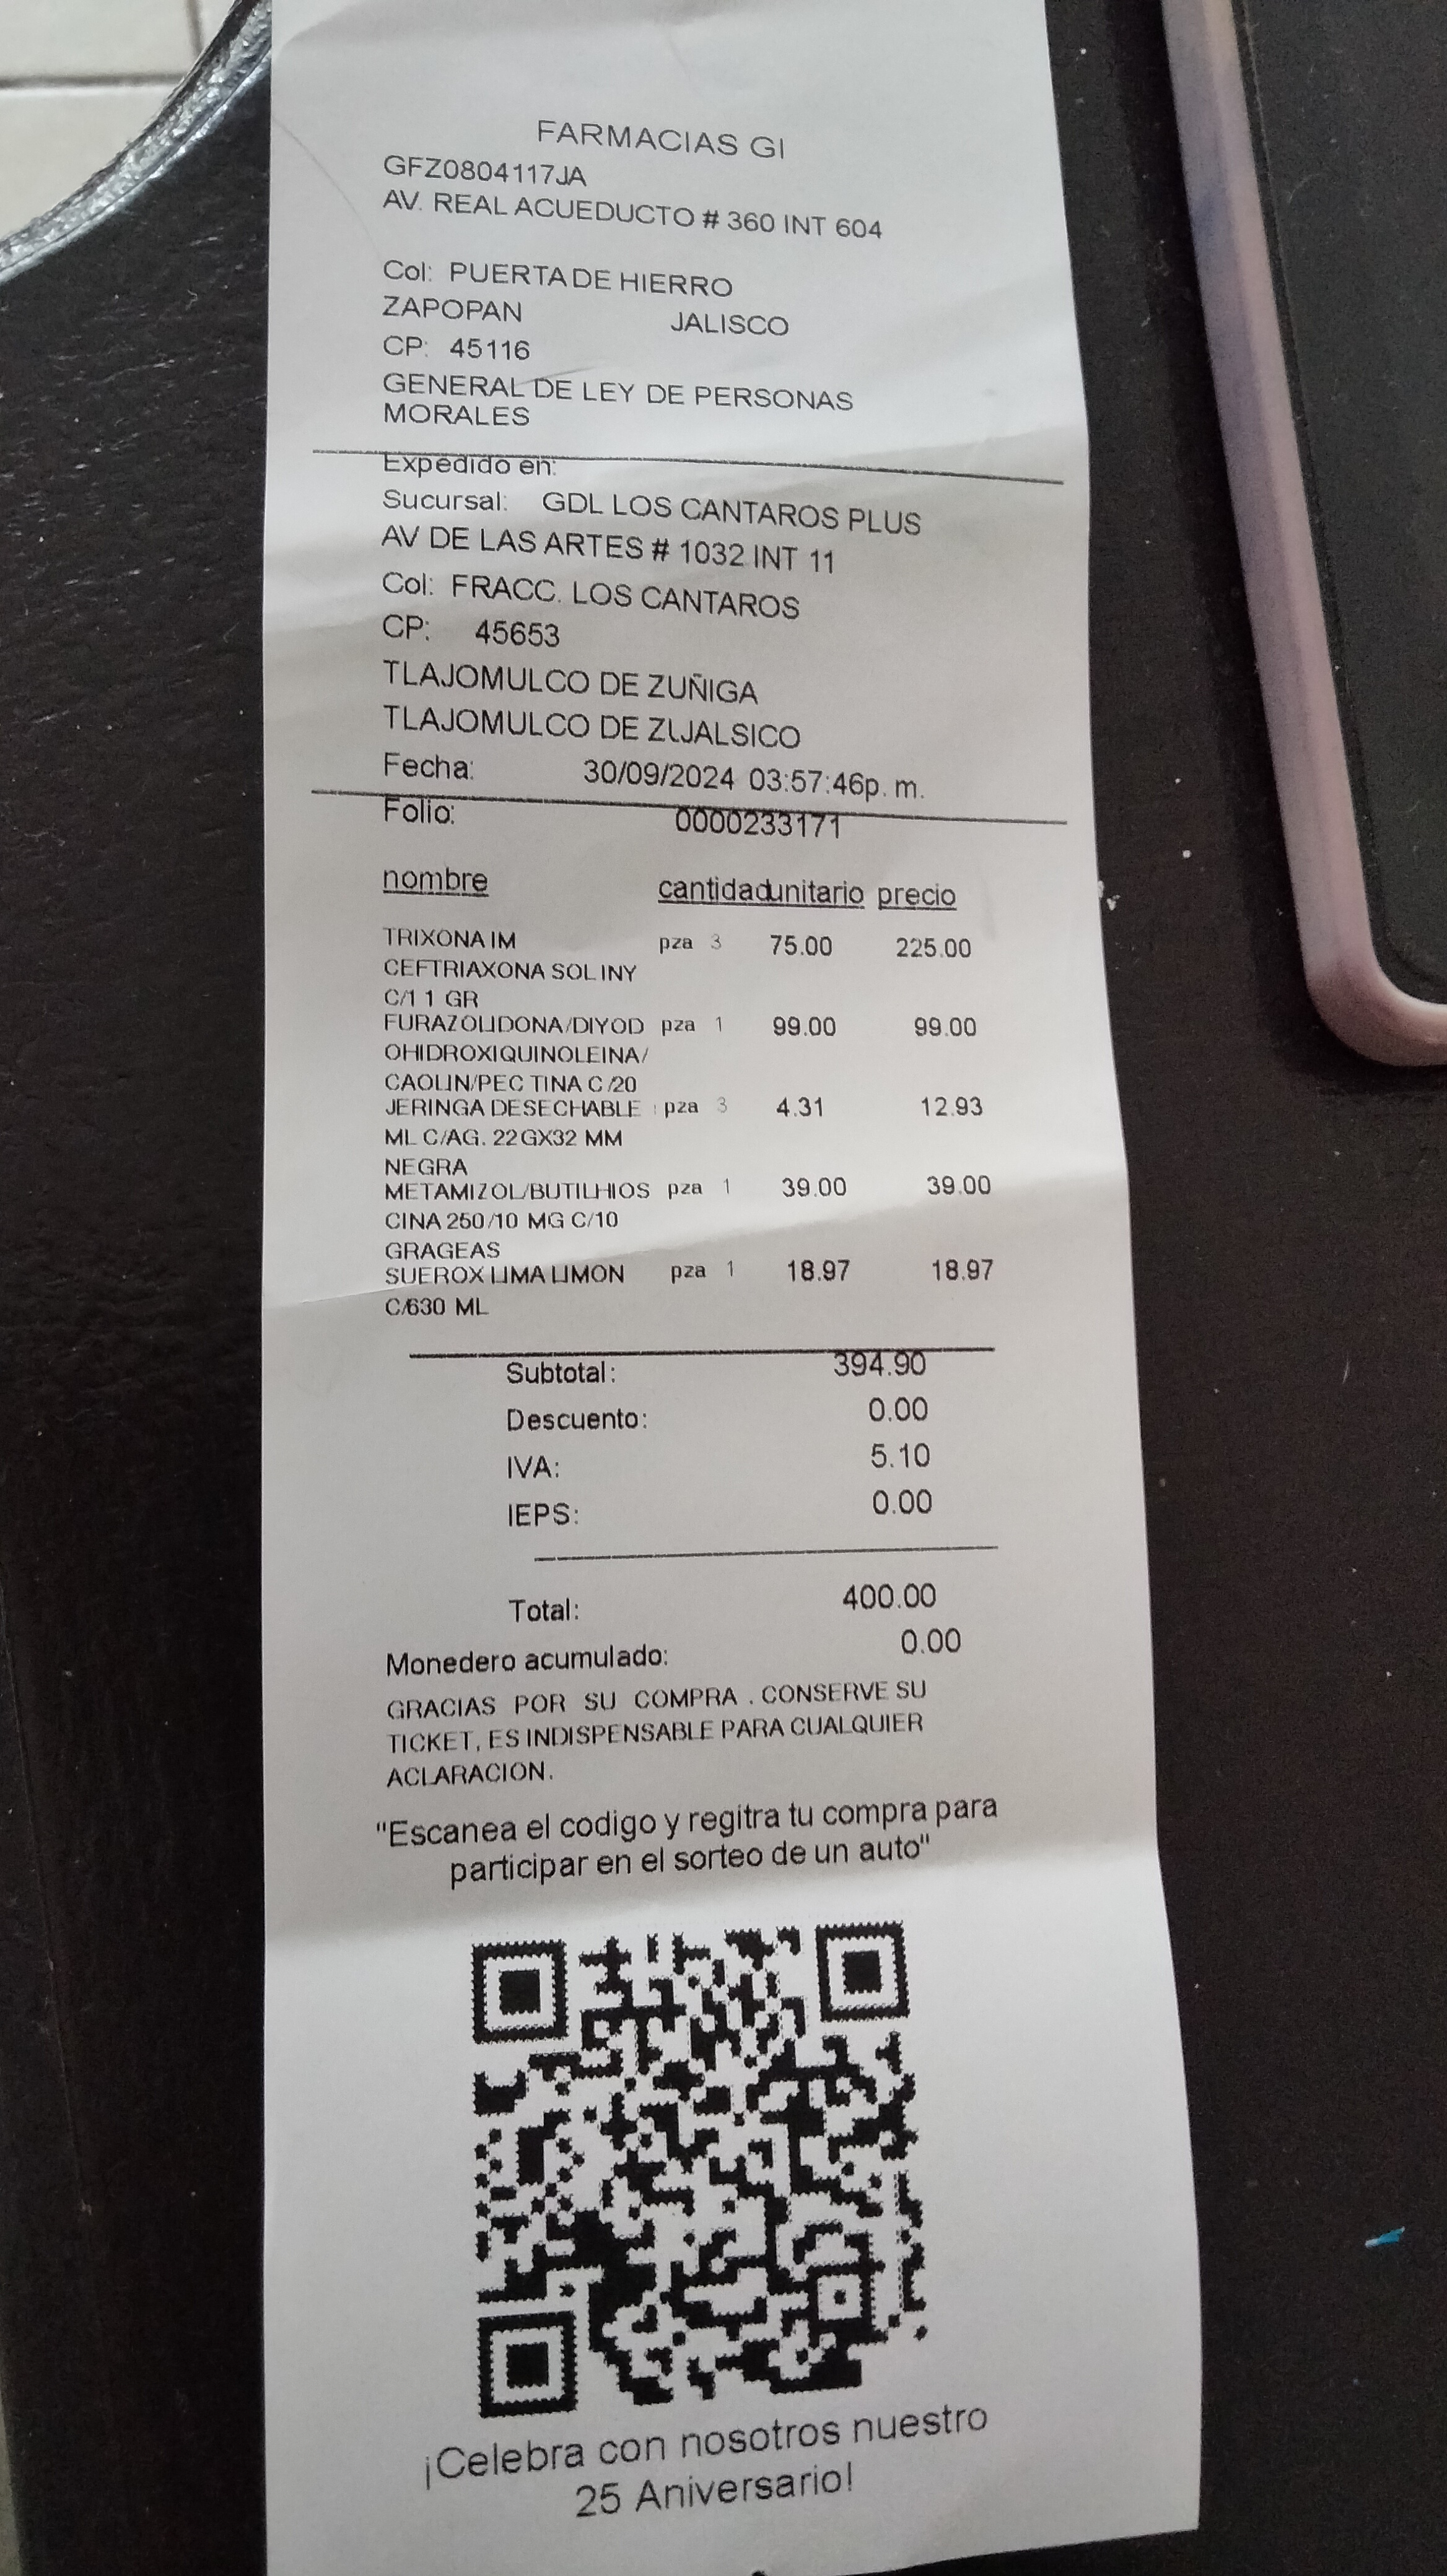 FARMACIAS GI
GFZ0804117JA
AV. REAL ACUEDUCTO # 360 INT 604
Col: PUERTA DE HIERRO
ZAPOPAN JALISCO
CP: 45116
GENERAL DE LEY DE PERSONAS
MORALES
Expedido en:
Sucursal: GDL LOS CANTAROS PLUS
AV DE LAS ARTES # 1032 INT 11
Col: FRACC. LOS CANTAROS
CP: 45653
TLAJOMULCO DE ZUÑIGA
TLAJOMULCO DE ZUJALSICO
Fecha: 30/09/2024 03:57:46p. m.
Folio: 0000233171
nombre cantidad unitario precio
TRIXONA IM pza 3 75.00 225.00
CEFTRIAXONA SOL INY
C/1 1 GR
FURAZOLIDONA/DIYOD pza 1 99.00 99.00
OHIDROXIQUINOLEINA/
CAOLIN/PECTINA C/20
JERINGA DESECHABLE pza 3 4.31 12.93
ML C/AG. 22GX32 MM
NEGRA
METAMIZOL/BUTILHIOS pza 1 39.00 39.00
CINA 250/10 MG C/10
GRAGEAS
SUEROX LIMA LIMON pza 1 18.97 18.97
C/630 ML
Subtotal: 394.90
Descuento: 0.00
IVA: 5.10
IEPS: 0.00
Total: 400.00
Monedero acumulado: 0.00
GRACIAS POR SU COMPRA . CONSERVE SU
TICKET, ES INDISPENSABLE PARA CUALQUIER
ACLARACION.
"Escanea el codigo y regitra tu compra para
participar en el sorteo de un auto"
¡Celebra con nosotros nuestro
25 Aniversario!